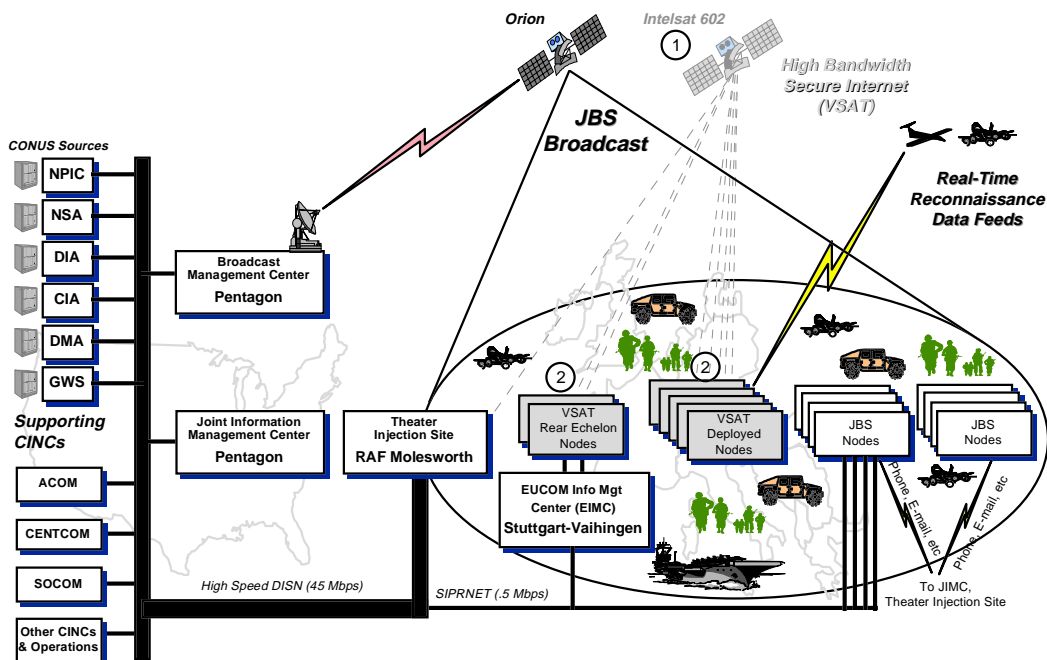 Orion
Intelsat 602
1
High Bandwidth
Secure Internet
(VSAT)
JBS
Broadcast
Real-Time
Reconnaissance
Data Feeds
CONUS Sources
NPIC
NSA
DIA
CIA
DMA
GWS
Supporting
CINCs
ACOM
CENTCOM
SOCOM
Other CINCs
& Operations
Broadcast
Management Center
Pentagon
Joint Information
Management Center
Pentagon
Theater
Injection Site
RAF Molesworth
2
VSAT
Rear Echelon
Nodes
EUCOM Info Mgt
Center (EIMC)
Stuttgart-Vaihingen
2
VSAT
Deployed
Nodes
JBS
Nodes
JBS
Nodes
Phone, E-mail, etc
Phone, E-mail, etc
To JIMC,
Theater Injection Site
High Speed DISN (45 Mbps)
SIPRNET (.5 Mbps)